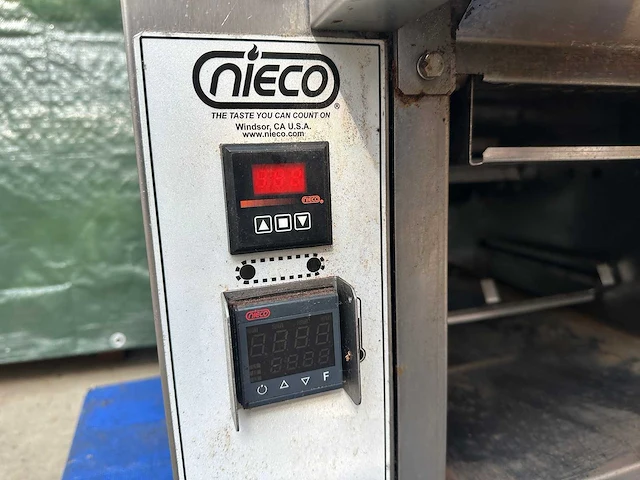 nieco
®
THE TASTE YOU CAN COUNT ON
Windsor, CA U.S.A.
www.nieco.com
nieco
nieco
F